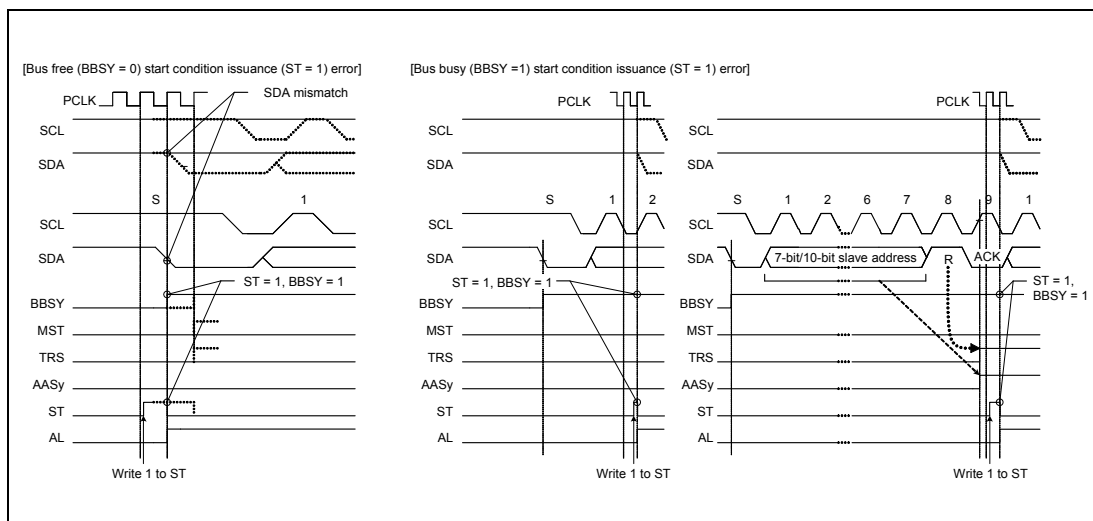 [Bus free (BBSY = 0) start condition issuance (ST = 1) error]
SDA mismatch
PCLK
SCL
SDA
S 1
SCL
SDA
ST = 1, BBSY = 1
BBSY
MST
TRS
AASy
ST
AL
Write 1 to ST
[Bus busy (BBSY =1) start condition issuance (ST = 1) error]
PCLK
SCL
SDA
S 1 2
SCL
SDA
ST = 1, BBSY = 1
BBSY
MST
TRS
AASy
ST
AL
Write 1 to ST
PCLK
SCL
SDA
S 1 2 6 7 8 9 1
SCL
SDA
7-bit/10-bit slave address R ACK
ST = 1,
BBSY = 1
BBSY
MST
TRS
AASy
ST
AL
Write 1 to ST